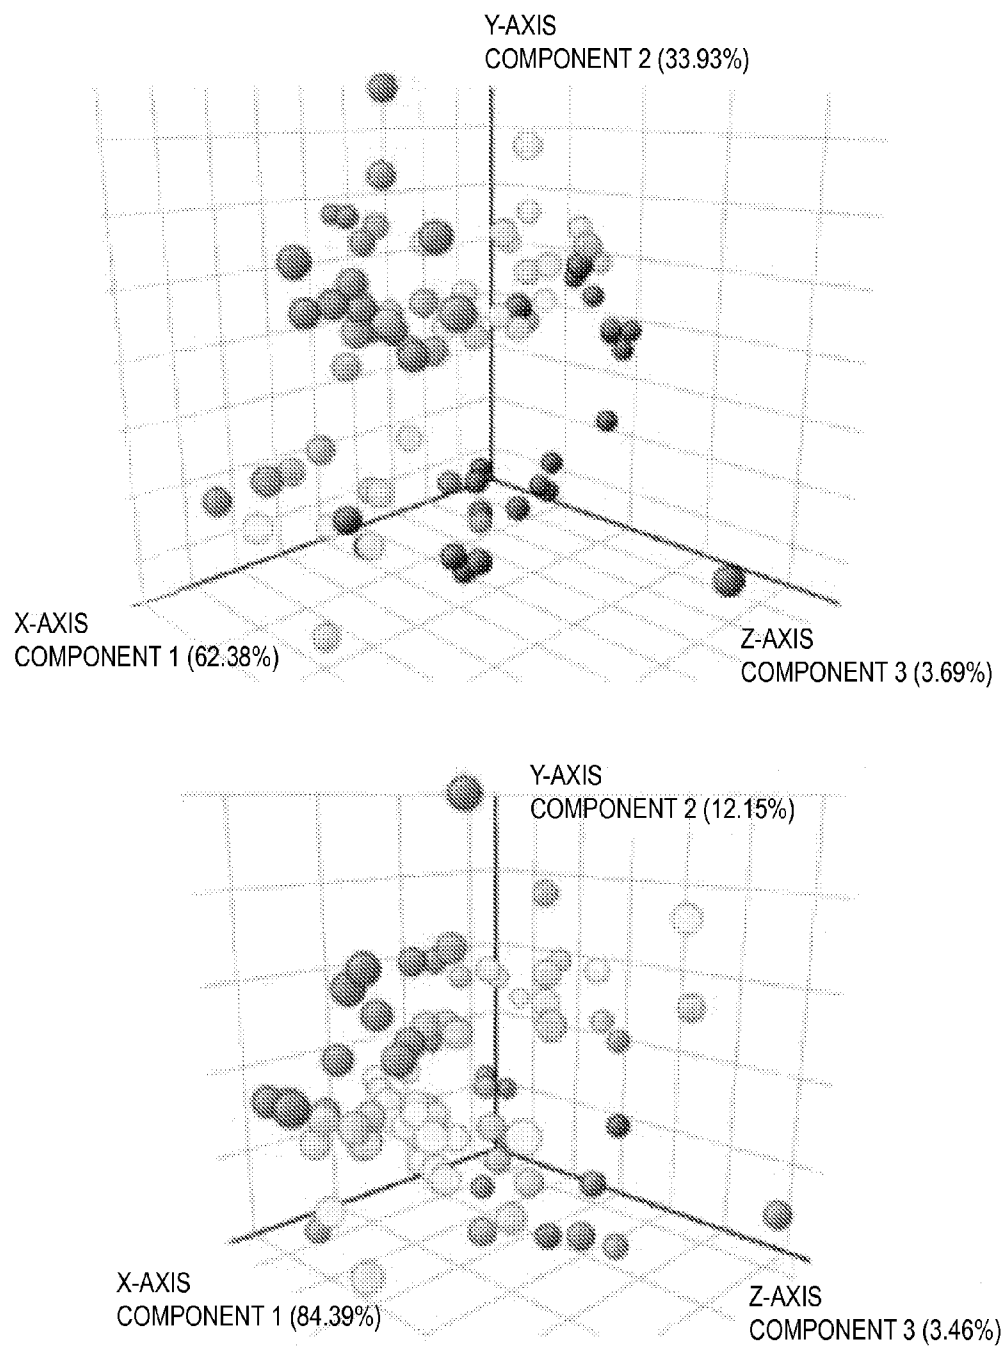 Y-AXIS
COMPONENT 2 (33.93%)
X-AXIS
COMPONENT 1 (62.38%)
Z-AXIS
COMPONENT 3 (3.69%)
Y-AXIS
COMPONENT 2 (12.15%)
X-AXIS
COMPONENT 1 (84.39%)
Z-AXIS
COMPONENT 3 (3.46%)